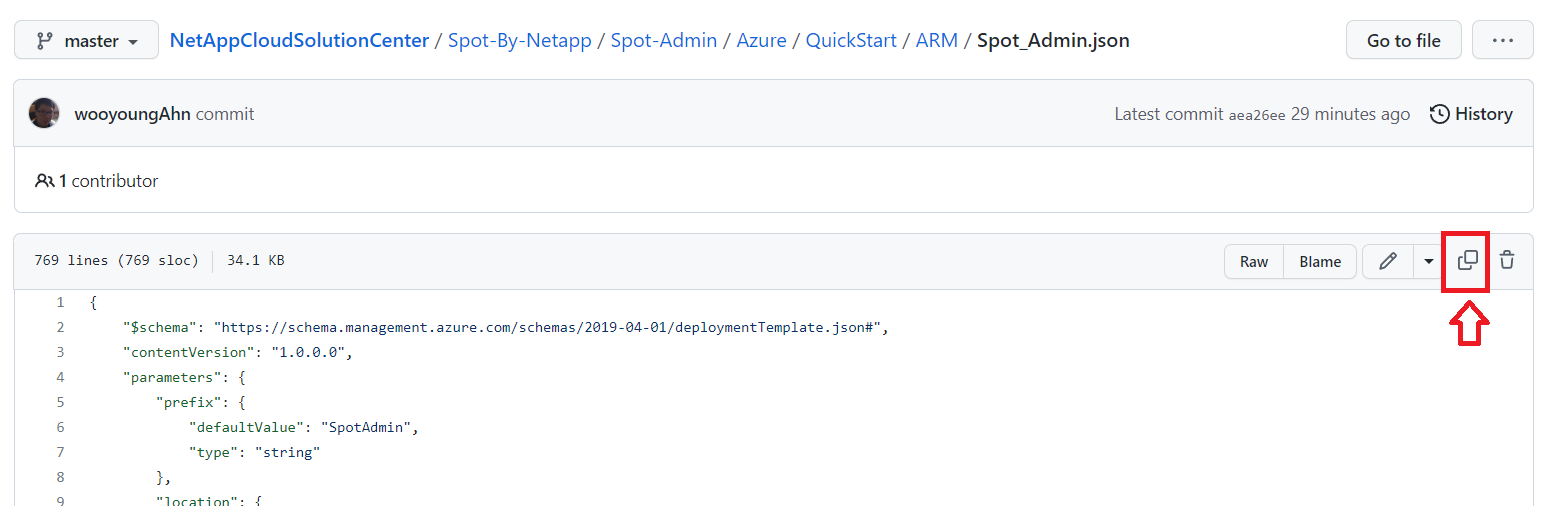 master NetAppCloudSolutionCenter / Spot-By-Netapp / Spot-Admin / Azure / QuickStart / ARM / Spot_Admin.json Go to file ...
wooyoungAhn commit Latest commit aea26ee 29 minutes ago History
1 contributor
769 lines (769 sloc) 34.1 KB Raw Blame
1 {
2 "$schema": "https://schema.management.azure.com/schemas/2019-04-01/deploymentTemplate.json#",
3 "contentVersion": "1.0.0.0",
4 "parameters": {
5 "prefix": {
6 "defaultValue": "SpotAdmin",
7 "type": "string"
8 },
9 "location": {